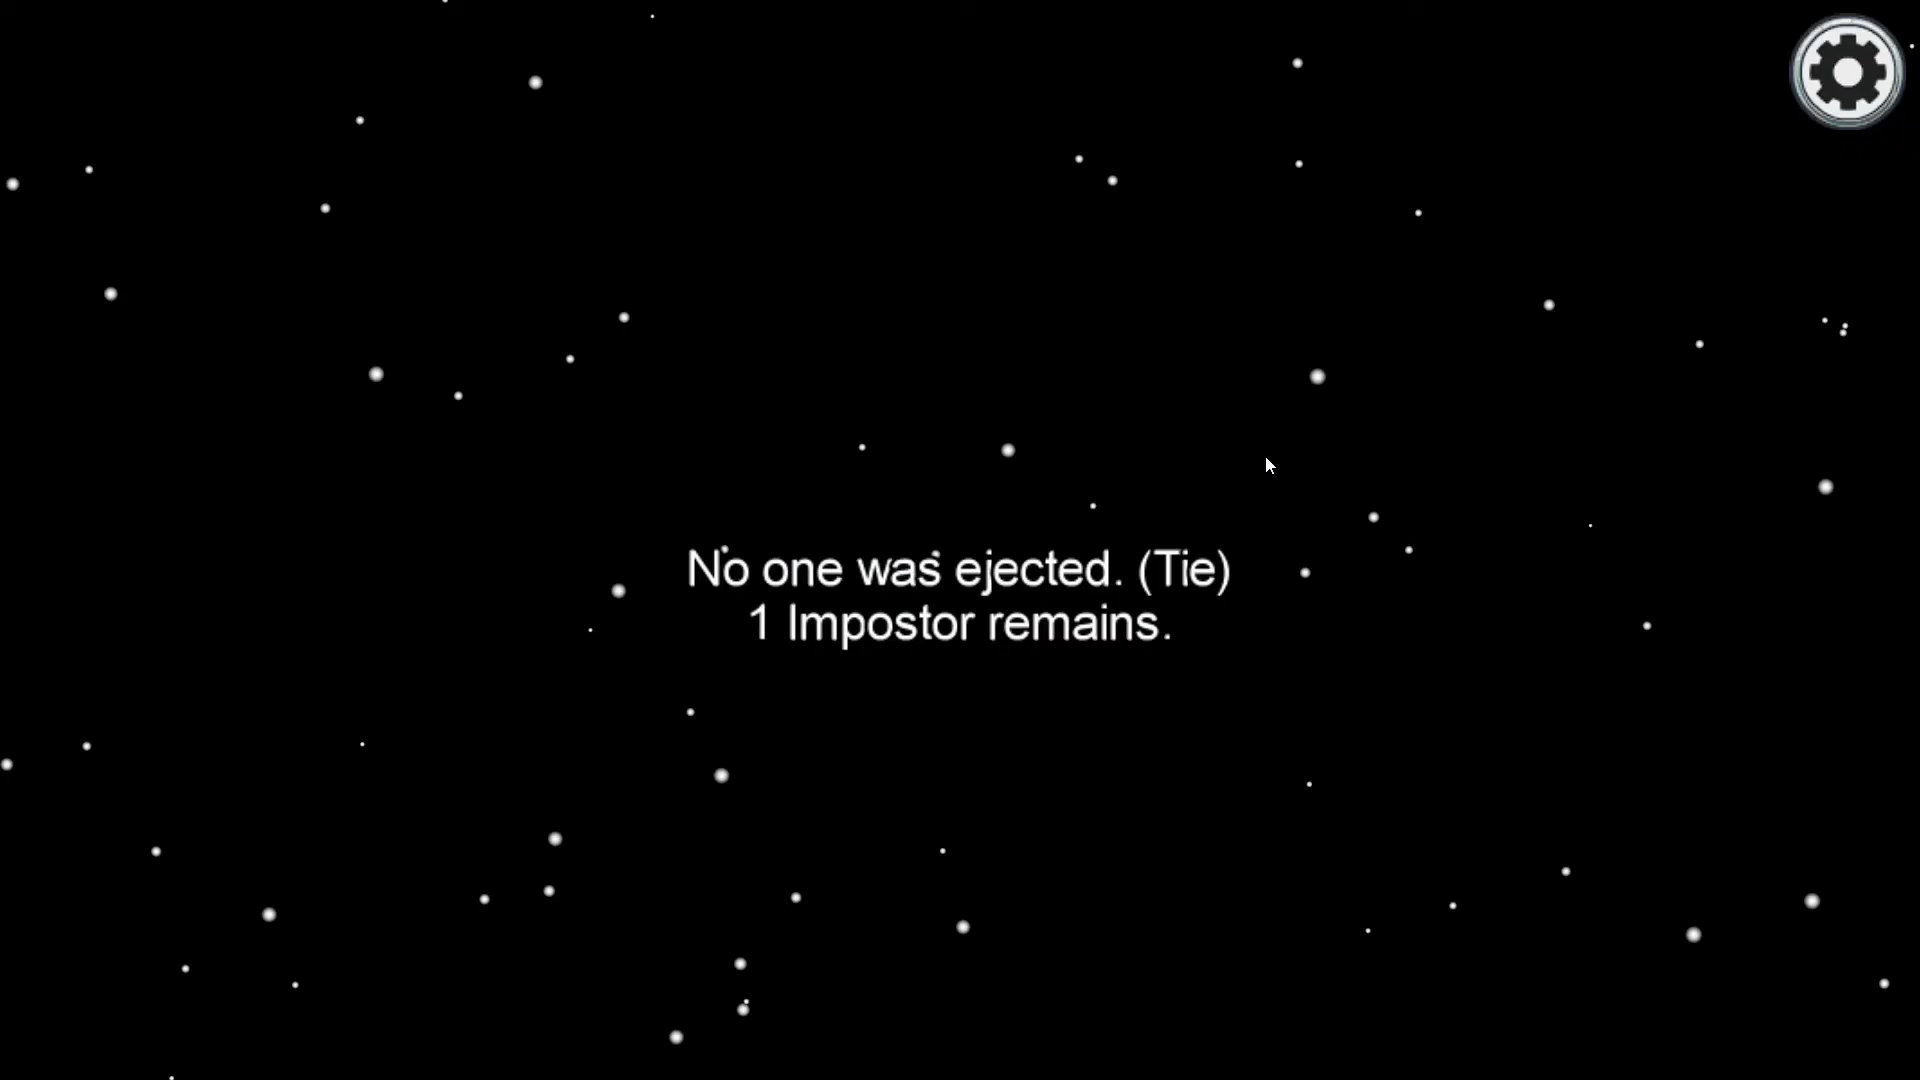 No one was ejected. (Tie)
1 Impostor remains.